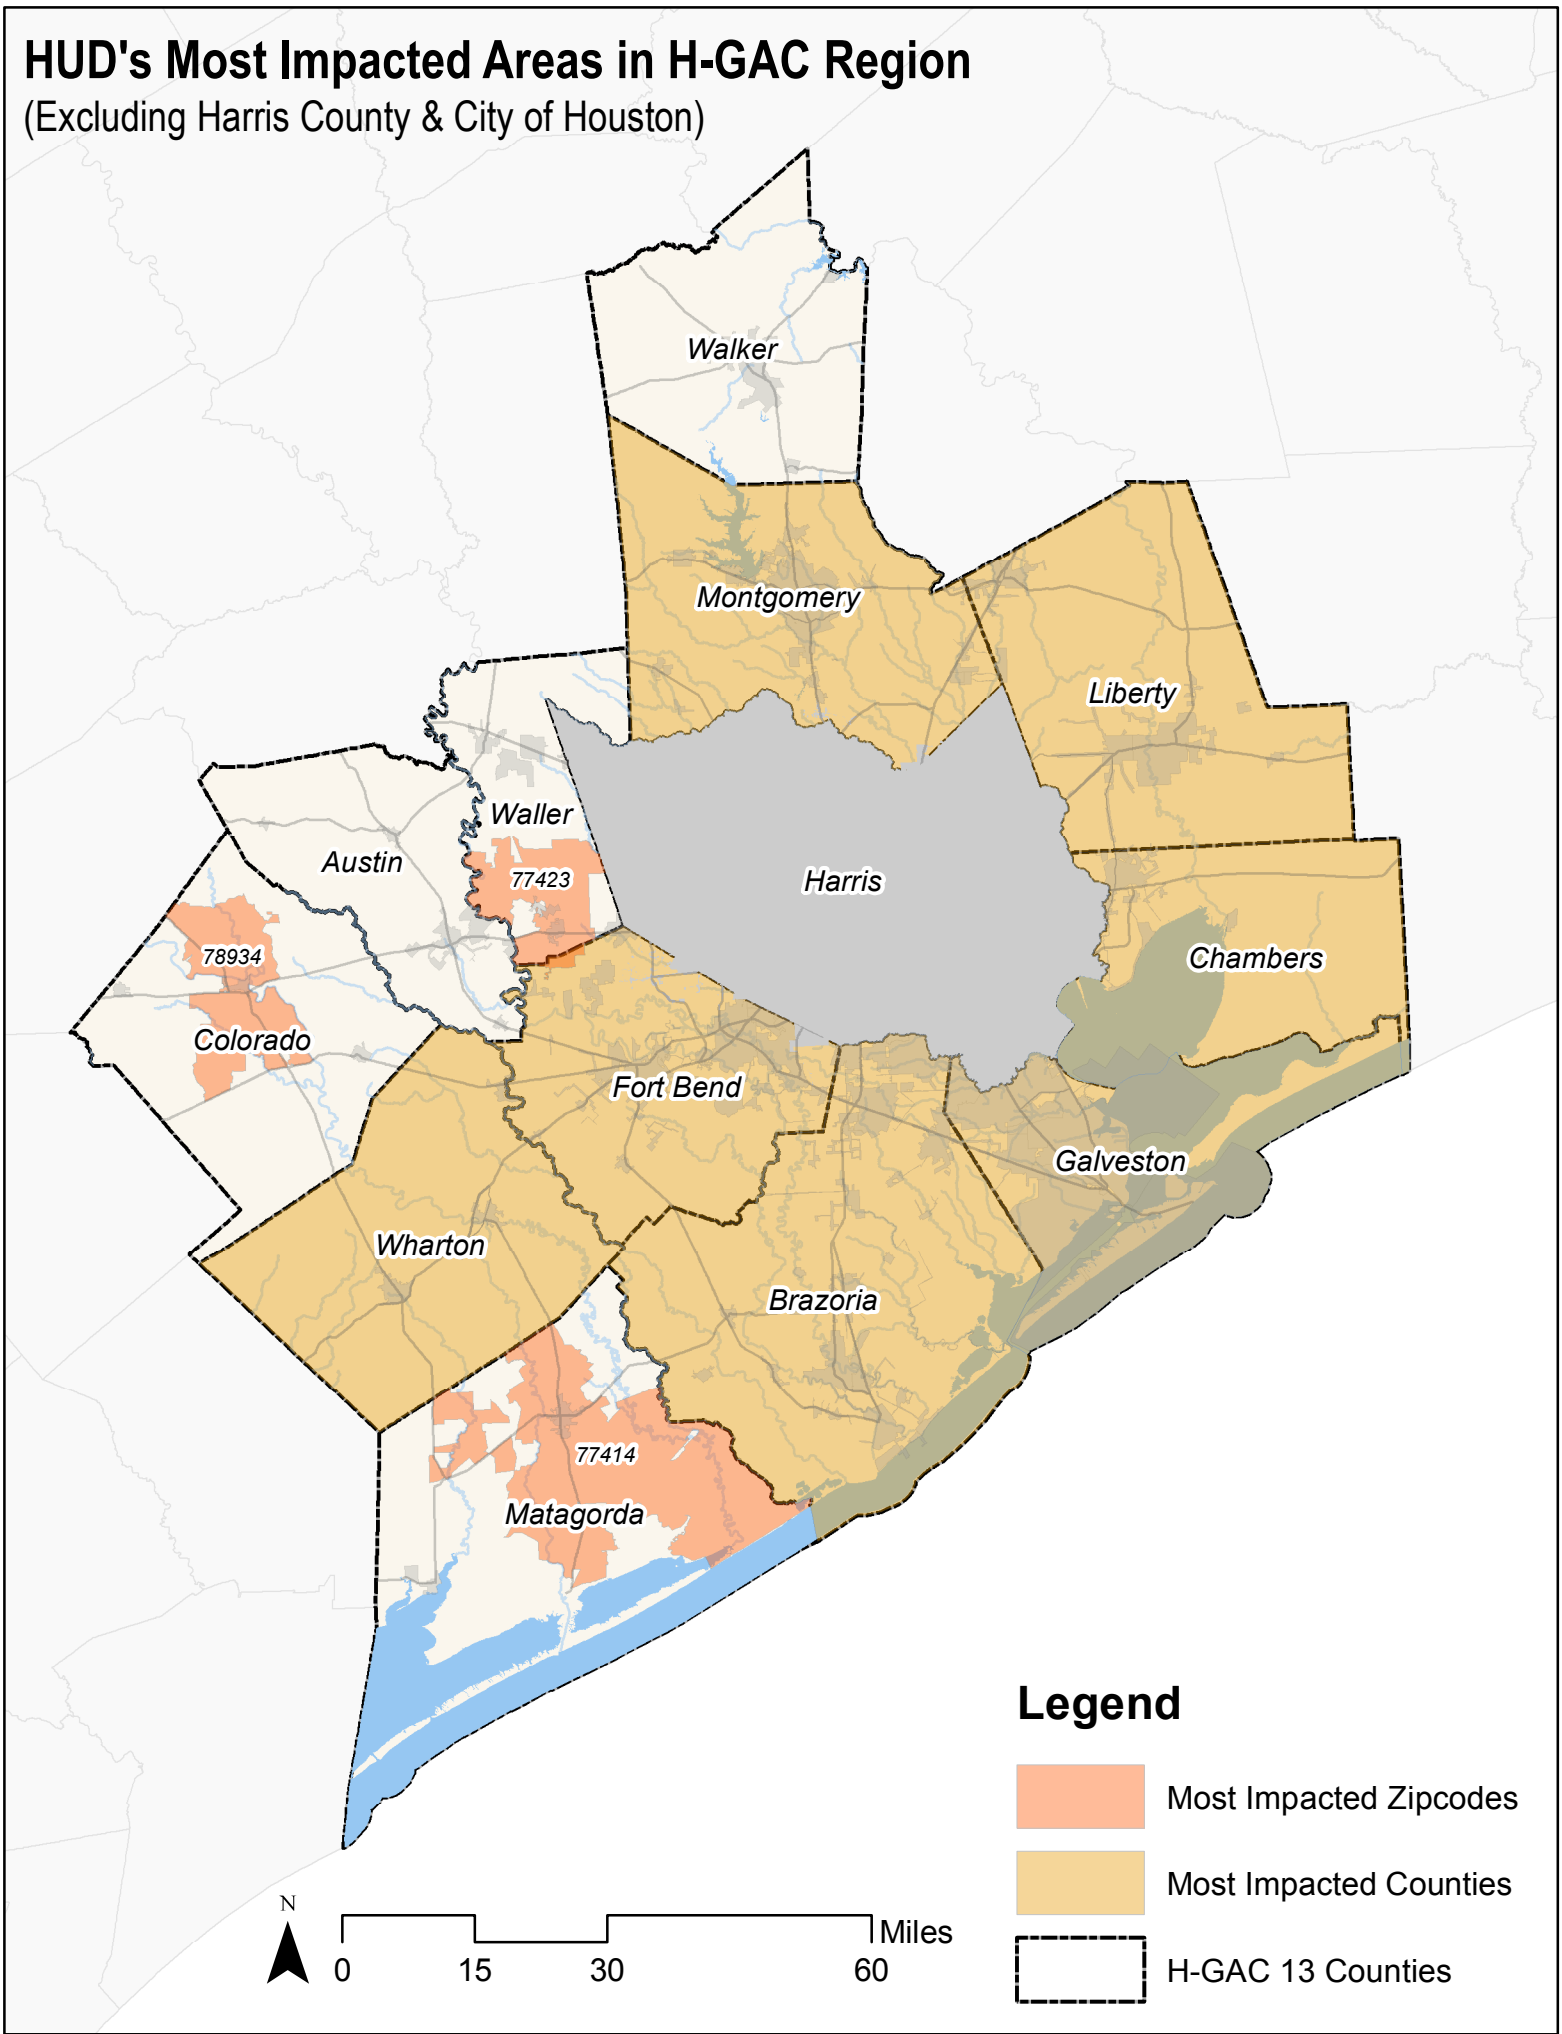 HUD's Most Impacted Areas in H-GAC Region
(Excluding Harris County & City of Houston)
Walker
Montgomery
Liberty
Waller
Austin
77423
Harris
78934
Chambers
Colorado
Fort Bend
Galveston
Wharton
Brazoria
77414
Matagorda
Legend
Most Impacted Zipcodes
Most Impacted Counties
H-GAC 13 Counties
N
Miles
0 15 30 60